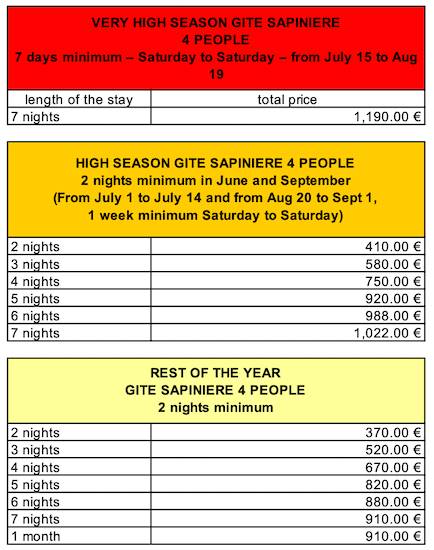 VERY HIGH SEASON GITE SAPINIERE
4 PEOPLE
7 days minimum – Saturday to Saturday – from July 15 to Aug
19
length of the stay total price
7 nights 1,190.00 €
HIGH SEASON GITE SAPINIERE 4 PEOPLE
2 nights minimum in June and September
(From July 1 to July 14 and from Aug 20 to Sept 1,
1 week minimum Saturday to Saturday)
2 nights 410.00 €
3 nights 580.00 €
4 nights 750.00 €
5 nights 920.00 €
6 nights 988.00 €
7 nights 1,022.00 €
REST OF THE YEAR
GITE SAPINIERE 4 PEOPLE
2 nights minimum
2 nights 370.00 €
3 nights 520.00 €
4 nights 670.00 €
5 nights 820.00 €
6 nights 880.00 €
7 nights 910.00 €
1 month 910.00 €